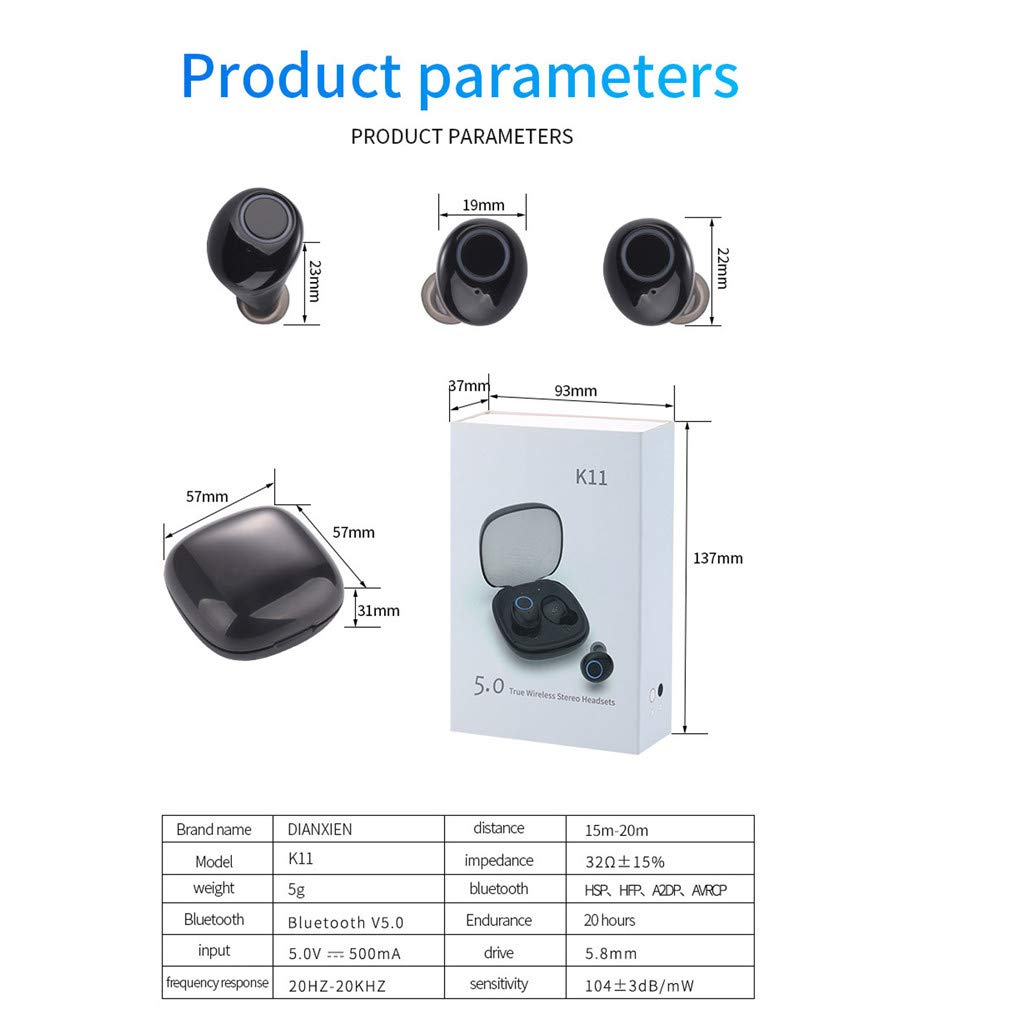 Product parameters
PRODUCT PARAMETERS
23mm
19mm
22mm
37mm
93mm
137mm
K11
5.0 True Wireless Stereo Headsets
57mm
57mm
31mm
Brand name DIANXIEN distance 15m-20m
Model K11 impedance 32Ω±15%
weight 5g bluetooth HSP、HFP、A2DP、AVRCP
Bluetooth Bluetooth V5.0 Endurance 20 hours
input 5.0V ⎓ 500mA drive 5.8mm
frequency response 20HZ-20KHZ sensitivity 104±3dB/mW